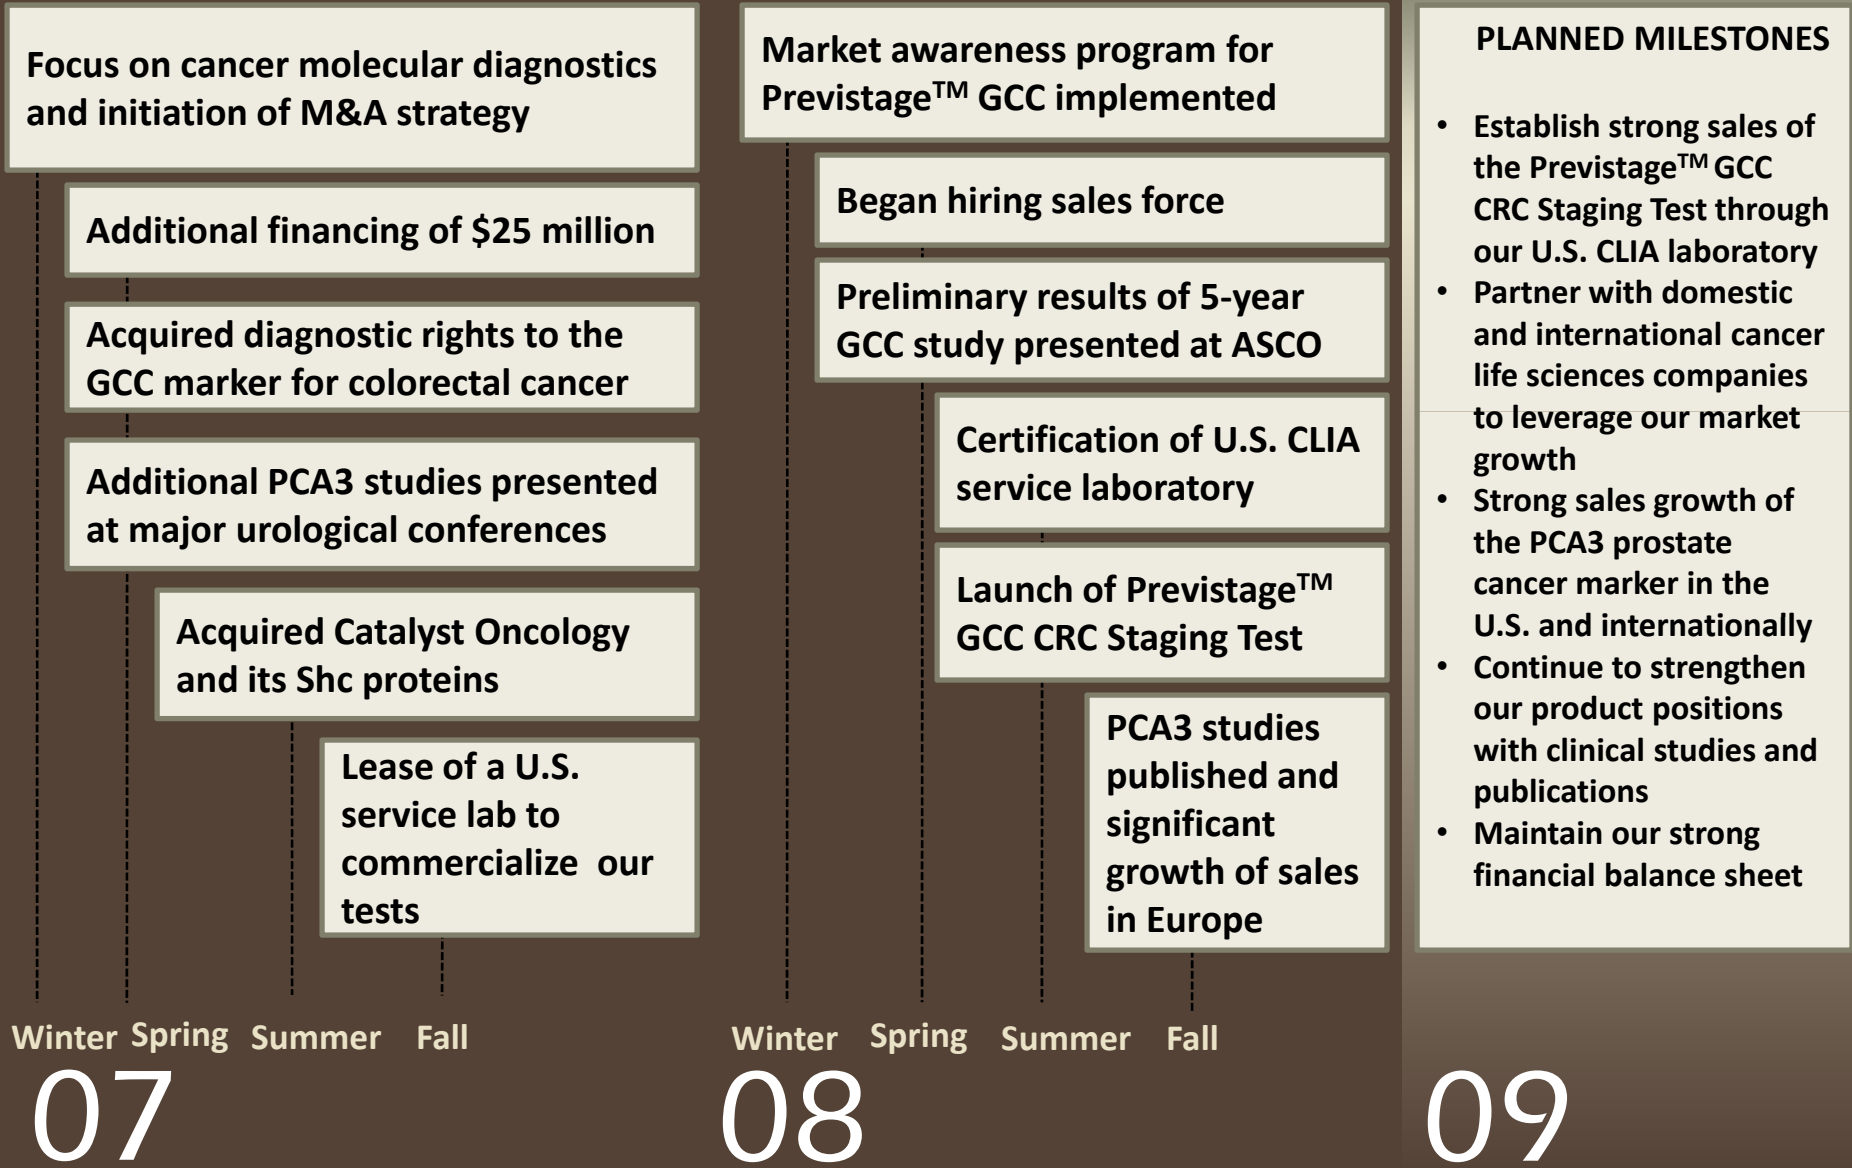 Focus on cancer molecular diagnostics
and initiation of M&A strategy
Additional financing of $25 million
Acquired diagnostic rights to the
GCC marker for colorectal cancer
Additional PCA3 studies presented
at major urological conferences
Acquired Catalyst Oncology
and its Shc proteins
Lease of a U.S.
service lab to
commercialize  our
tests
Winter Spring Summer Fall
07
Market awareness program for
Previstage™ GCC implemented
Began hiring sales force
Preliminary results of 5-year
GCC study presented at ASCO
Certification of U.S. CLIA
service laboratory
Launch of Previstage™
GCC CRC Staging Test
PCA3 studies
published and
significant
growth of sales
in Europe
Winter Spring Summer Fall
08
PLANNED MILESTONES
• Establish strong sales of
the Previstage™ GCC
CRC Staging Test through
our U.S. CLIA laboratory
• Partner with domestic
and international cancer
life sciences companies
to leverage our market
growth
• Strong sales growth of
the PCA3 prostate
cancer marker in the
U.S. and internationally
• Continue to strengthen
our product positions
with clinical studies and
publications
• Maintain our strong
financial balance sheet
09